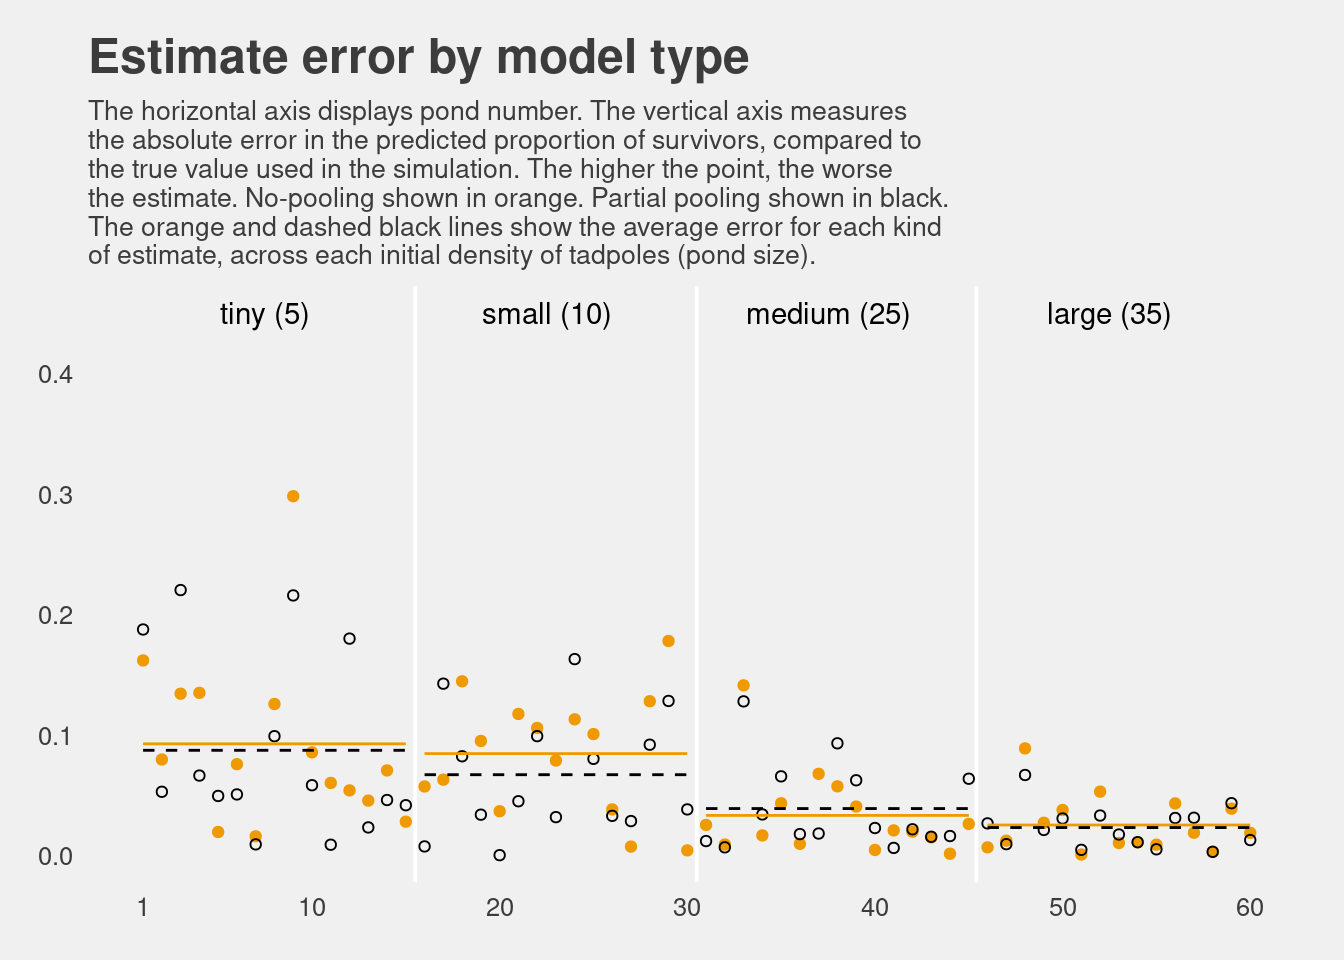 Estimate error by model type
The horizontal axis displays pond number. The vertical axis measures
the absolute error in the predicted proportion of survivors, compared to
the true value used in the simulation. The higher the point, the worse
the estimate. No-pooling shown in orange. Partial pooling shown in black.
The orange and dashed black lines show the average error for each kind
of estimate, across each initial density of tadpoles (pond size).
tiny (5) small (10) medium (25) large (35)
0.4
0.3
0.2
0.1
0.0
1 10 20 30 40 50 60